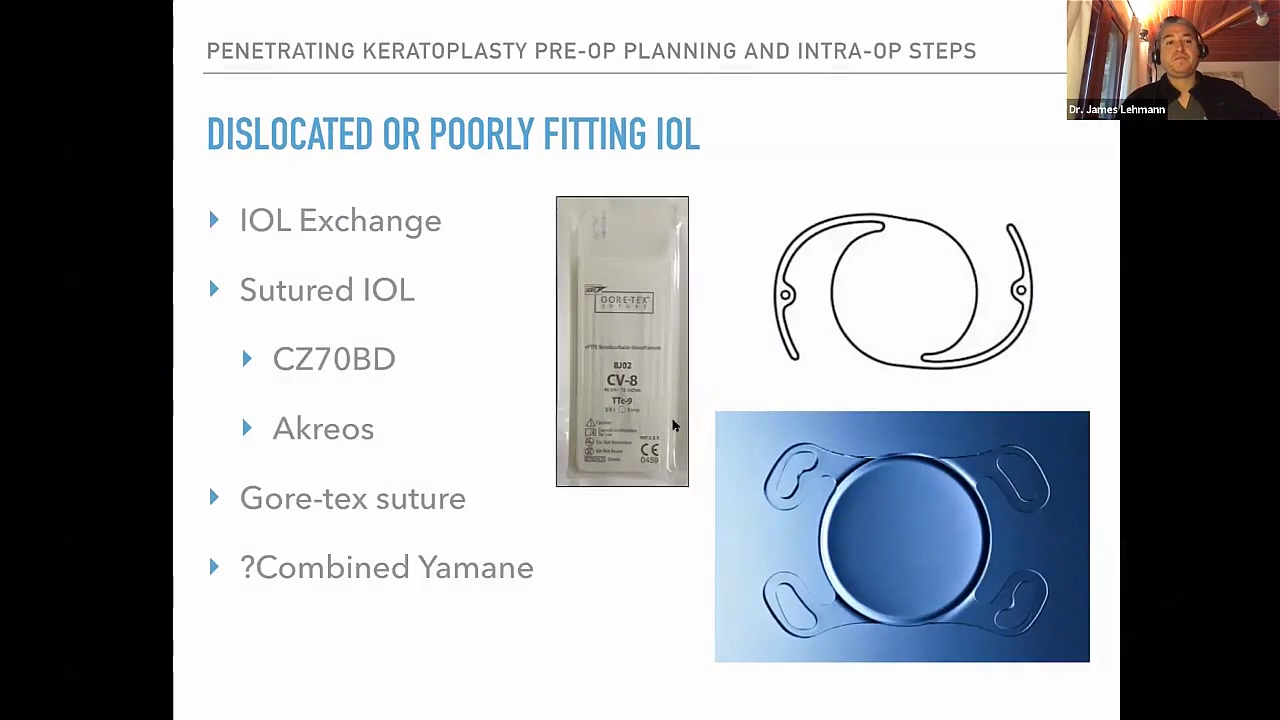 PENETRATING KERATOPLASTY PRE-OP PLANNING AND INTRA-OP STEPS
Dr. James Lehmann
DISLOCATED OR POORLY FITTING IOL
IOL Exchange
Sutured IOL
CZ70BD
Akreos
Gore-tex suture
?Combined Yamane
GORE-TEX
SUTURE
8J02
CV-8
TTc-9
CE
0459